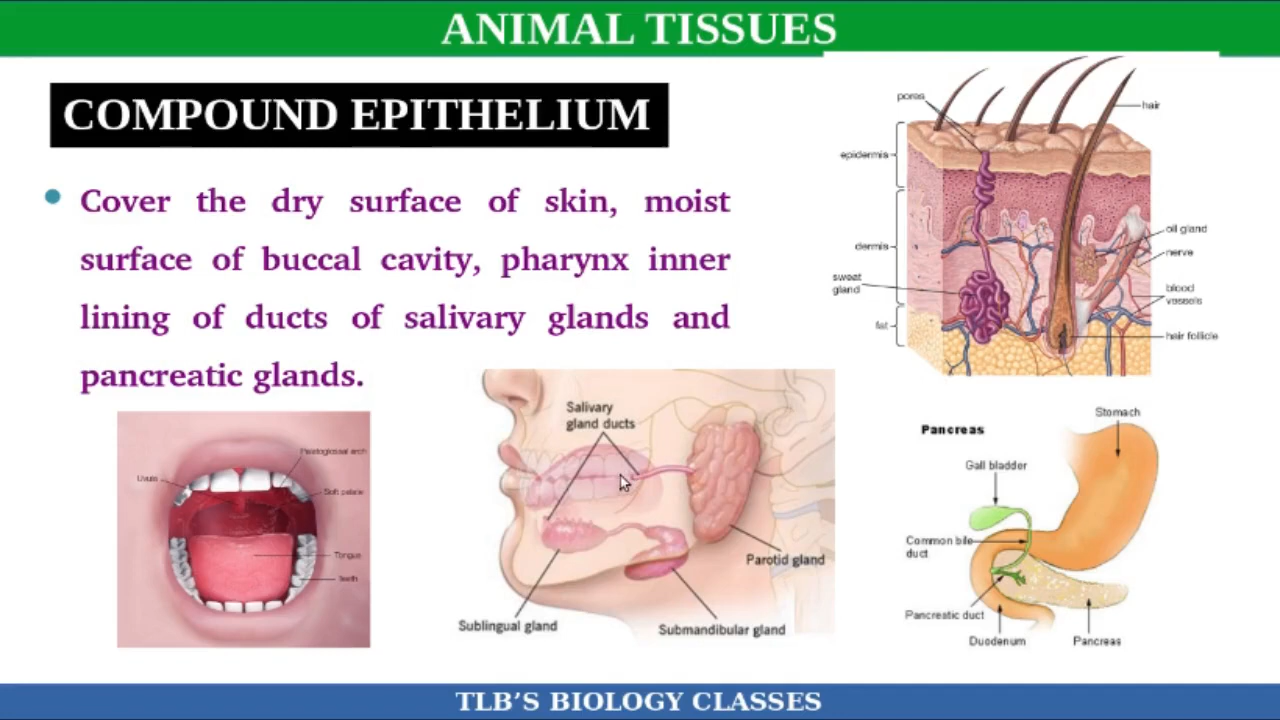 ANIMAL TISSUES
COMPOUND EPITHELIUM
Cover the dry surface of skin, moist
surface of buccal cavity, pharynx inner
lining of ducts of salivary glands and
pancreatic glands.
pores
hair
epidermis
dermis
sweat
gland
fat
oil gland
nerve
blood
vessels
hair follicle
Uvula
Palatoglossal arch
Soft palate
Tongue
Teeth
Salivary
gland ducts
Parotid gland
Sublingual gland
Submandibular gland
Stomach
Pancreas
Gall bladder
Common bile
duct
Pancreatic duct
Duodenum
Pancreas
TLB’S BIOLOGY CLASSES